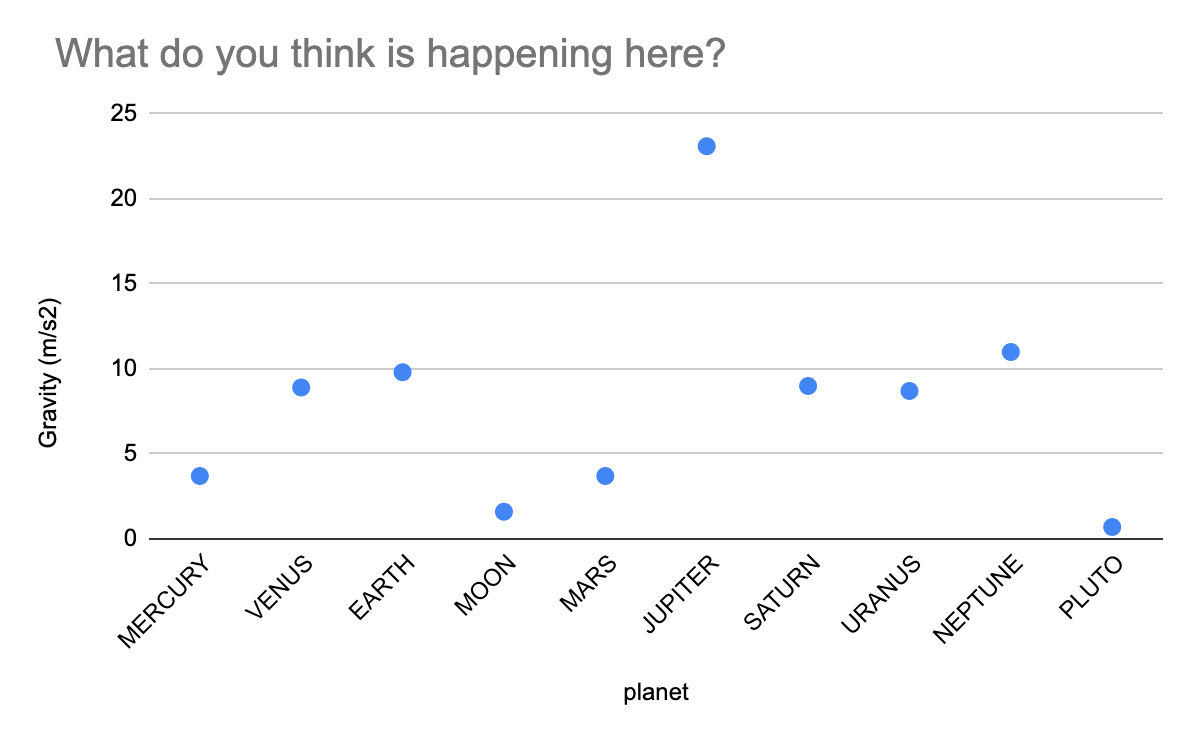 What do you think is happening here?
25
20
15
10
5
0
Gravity (m/s2)
MERCURY
VENUS
EARTH
MOON
MARS
JUPITER
SATURN
URANUS
NEPTUNE
PLUTO
planet